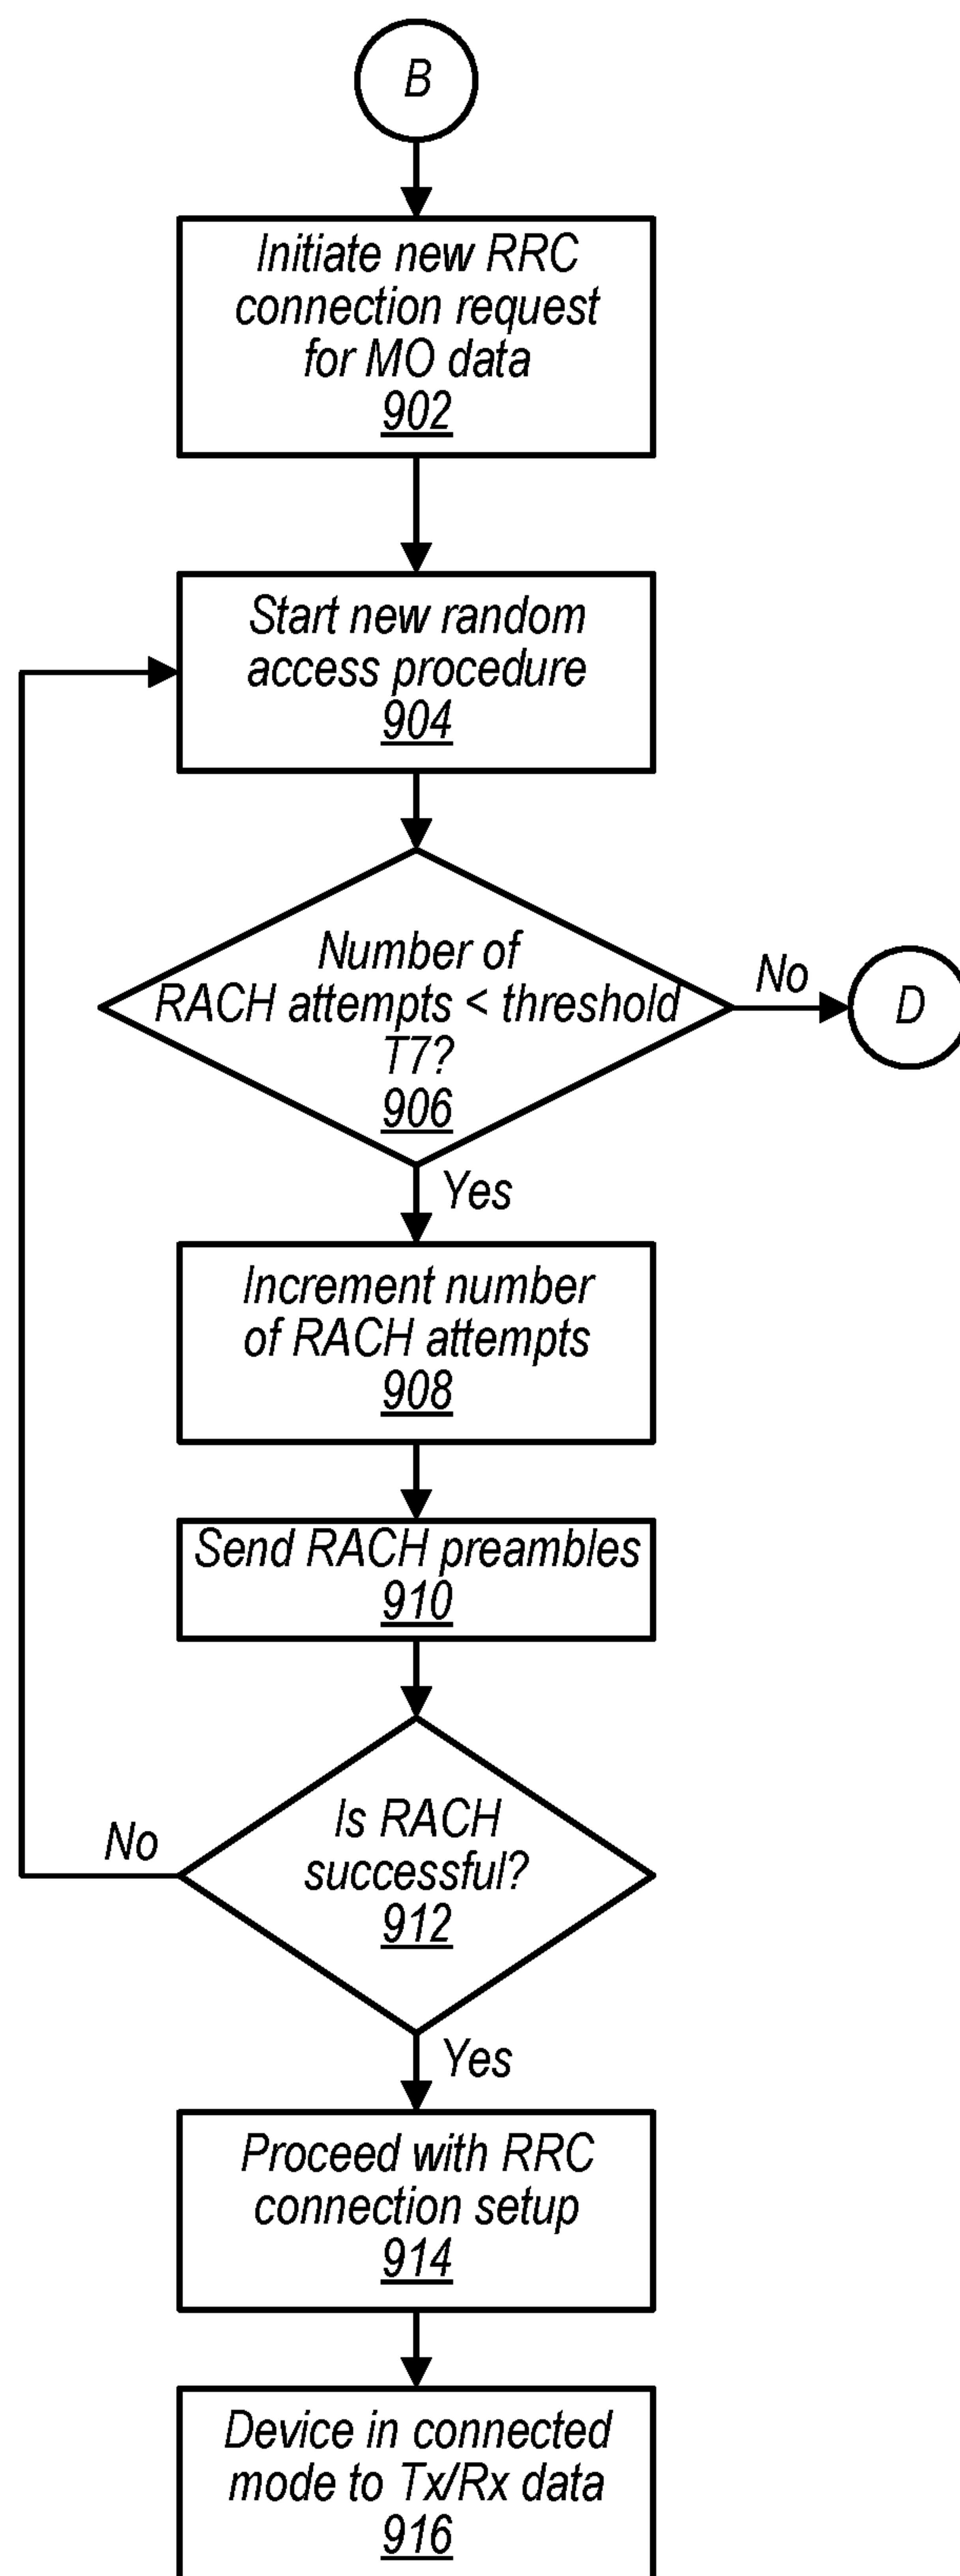 B
Initiate new RRC
connection request
for MO data
902
Start new random
access procedure
904
Number of
RACH attempts < threshold
T7?
906
No
D
Yes
Increment number
of RACH attempts
908
Send RACH preambles
910
Is RACH
successful?
912
No
Yes
Proceed with RRC
connection setup
914
Device in connected
mode to Tx/Rx data
916